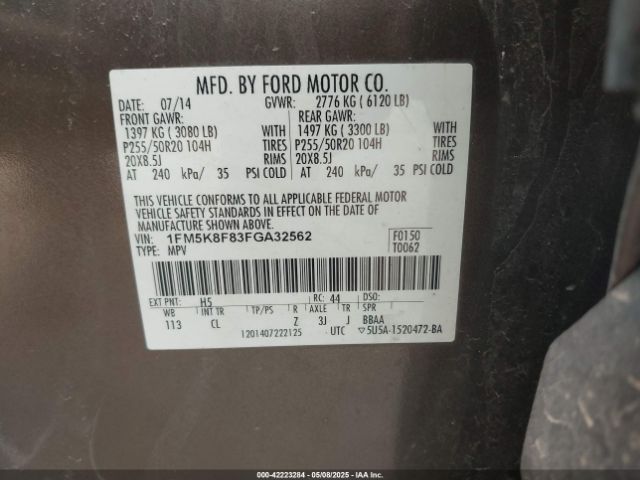 MFD. BY FORD MOTOR CO.
DATE: 07/14 GVWR: 2776 KG ( 6120 LB)
FRONT GAWR: REAR GAWR:
1397 KG ( 3080 LB) WITH 1497 KG ( 3300 LB) WITH
P255/50R20 104H TIRES P255/50R20 104H TIRES
20X8.5J RIMS 20X8.5J RIMS
AT 240 kPa/ 35 PSI COLD AT 240 kPa/ 35 PSI COLD
THIS VEHICLE CONFORMS TO ALL APPLICABLE FEDERAL MOTOR
VEHICLE SAFETY STANDARDS IN EFFECT ON THE DATE OF
MANUFACTURE SHOWN ABOVE.
VIN: 1FM5K8F83FGA32562 F0150
TYPE: MPV T0062
EXT PNT: H5 RC: 44 DSO:
WB INT TR TP/PS R AXLE TR SPR
113 CL Z 3J J BBAA
1201407222125 UTC ▽5U5A-1520472-BA
000-42223284 - 05/08/2025 - IAAI.com